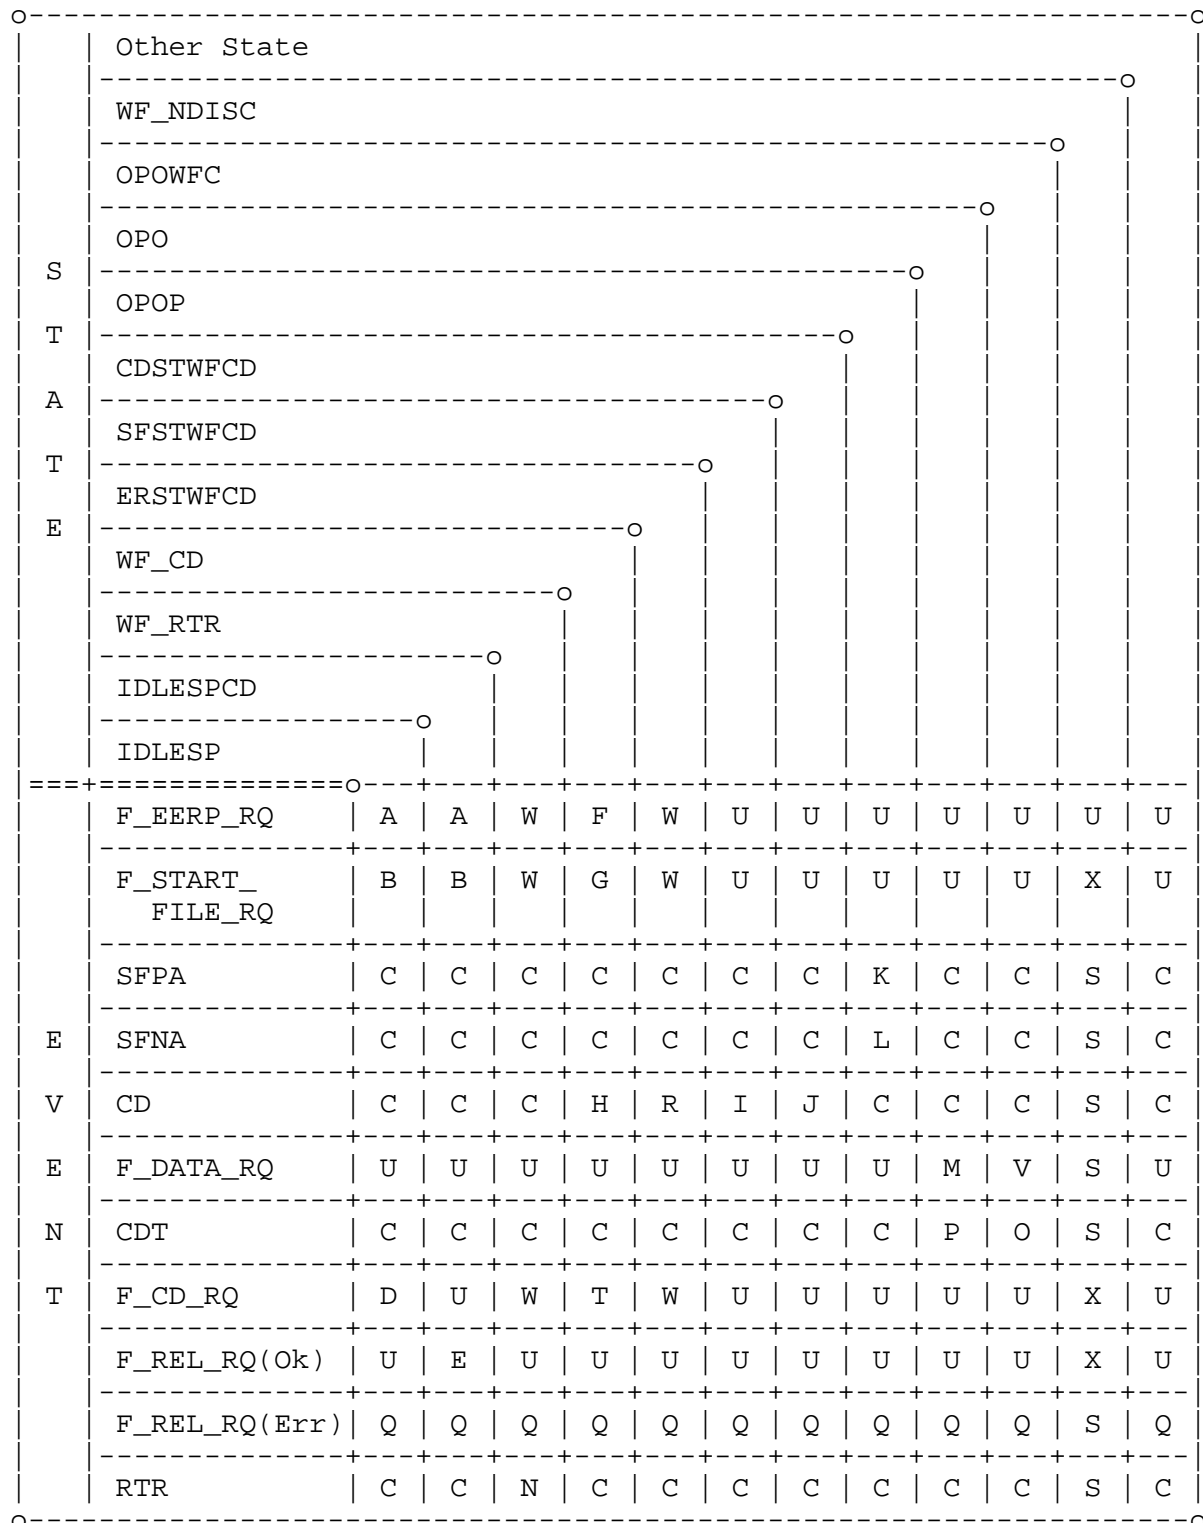 o------------------------------------------------------------------o
|   | Other State
|   |----------------------------------------------------------o   |
|   | WF_NDISC                                                 |   |
|   |------------------------------------------------------o   |   |
|   | OPOWFC                                               |   |   |
|   |--------------------------------------------------o   |   |   |
|   | OPO                                              |   |   |   |
| S |----------------------------------------------o   |   |   |   |
|   | OPOP                                         |   |   |   |   |
| T |------------------------------------------o   |   |   |   |   |
|   | CDSTWFCD                                 |   |   |   |   |   |
| A |--------------------------------------o   |   |   |   |   |   |
|   | SFSTWFCD                             |   |   |   |   |   |   |
| T |----------------------------------o   |   |   |   |   |   |   |
|   | ERSTWFCD                         |   |   |   |   |   |   |   |
| E |------------------------------o   |   |   |   |   |   |   |   |
|   | WF_CD                        |   |   |   |   |   |   |   |   |
|   |--------------------------o   |   |   |   |   |   |   |   |   |
|   | WF_RTR                   |   |   |   |   |   |   |   |   |   |
|   |----------------------o   |   |   |   |   |   |   |   |   |   |
|   | IDLESPCD             |   |   |   |   |   |   |   |   |   |   |
|   |------------------o   |   |   |   |   |   |   |   |   |   |   |
|   | IDLESP           |   |   |   |   |   |   |   |   |   |   |   |
|===+==============o---+---+---+---+---+---+---+---+---+---+---+---|
|   | F_EERP_RQ    | A | A | W | F | W | U | U | U | U | U | U | U |
|   |--------------+---+---+---+---+---+---+---+---+---+---+---+---|
|   | F_START_     | B | B | W | G | W | U | U | U | U | U | X | U |
|   |   FILE_RQ    |   |   |   |   |   |   |   |   |   |   |   |   |
|   |--------------+---+---+---+---+---+---+---+---+---+---+---+---|
|   | SFPA         | C | C | C | C | C | C | C | K | C | C | S | C |
|   |--------------+---+---+---+---+---+---+---+---+---+---+---+---|
| E | SFNA         | C | C | C | C | C | C | C | L | C | C | S | C |
|   |--------------+---+---+---+---+---+---+---+---+---+---+---+---|
| V | CD           | C | C | C | H | R | I | J | C | C | C | S | C |
|   |--------------+---+---+---+---+---+---+---+---+---+---+---+---|
| E | F_DATA_RQ    | U | U | U | U | U | U | U | U | M | V | S | U |
|   |--------------+---+---+---+---+---+---+---+---+---+---+---+---|
| N | CDT          | C | C | C | C | C | C | C | C | P | O | S | C |
|   |--------------+---+---+---+---+---+---+---+---+---+---+---+---|
| T | F_CD_RQ      | D | U | W | T | W | U | U | U | U | U | X | U |
|   |--------------+---+---+---+---+---+---+---+---+---+---+---+---|
|   | F_REL_RQ(Ok) | U | E | U | U | U | U | U | U | U | U | X | U |
|   |--------------+---+---+---+---+---+---+---+---+---+---+---+---|
|   | F_REL_RQ(Err)| Q | Q | Q | Q | Q | Q | Q | Q | Q | Q | S | Q |
|   |--------------+---+---+---+---+---+---+---+---+---+---+---+---|
|   | RTR          | C | C | N | C | C | C | C | C | C | C | S | C |
o------------------------------------------------------------------o